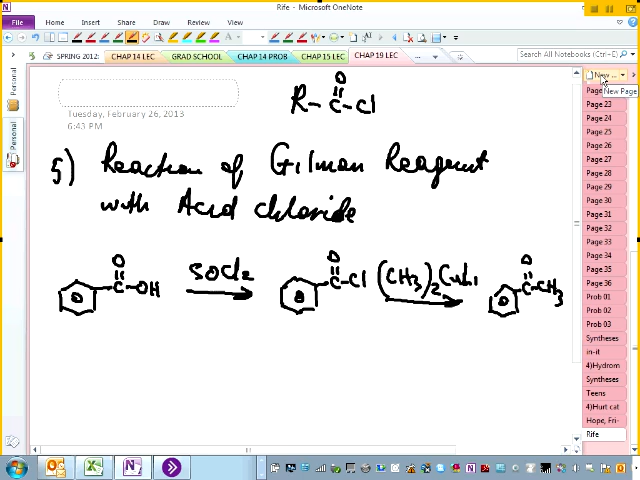 Rife - Microsoft OneNote
File Home Insert Share Draw Review View
SPRING 2012: CHAP 14 LEC GRAD SCHOOL CHAP 14 PROB CHAP 15 LEC CHAP 19 LEC ...
Search All Notebooks (Ctrl+E)
Personal
Personal
Tuesday, February 26, 2013
6:43 PM
O
R-C-Cl
5) Reaction of Gilman Reagent
with Acid chloride
O
C-OH
SOCl2
O
C-Cl
(CH3)2CuLi
O
C-CH3
New ...
New Page
Page
Page 23
Page 24
Page 25
Page 26
Page 27
Page 28
Page 29
Page 30
Page 31
Page 32
Page 33
Page 34
Page 35
Page 36
Prob 01
Prob 02
Prob 03
Syntheses
in-it
4)Hydrom
Syntheses
Teens
4)Hurt cat
Hope, Fri-
Rife